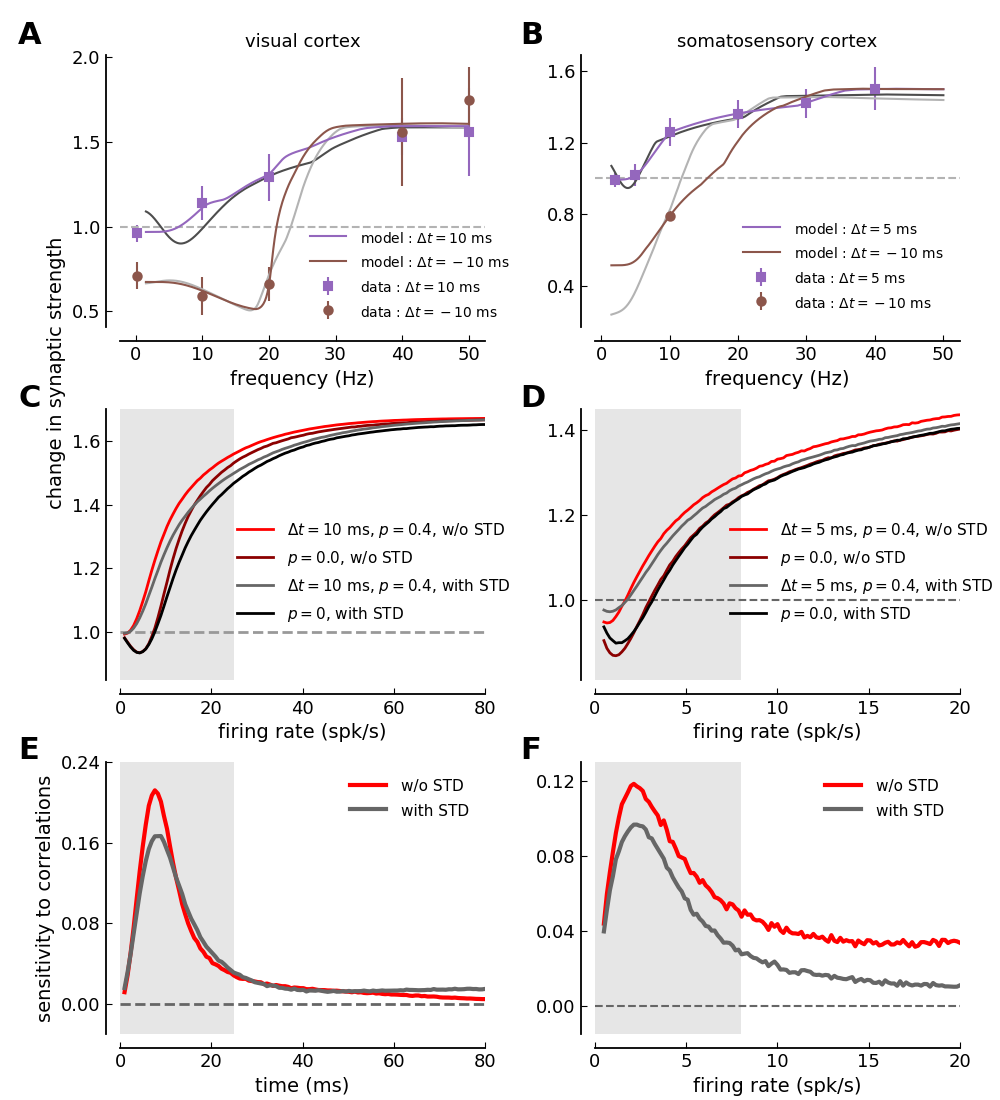 A
visual cortex
2.0
1.5
1.0
0.5
model : Δt = 10 ms
model : Δt = −10 ms
data : Δt = 10 ms
data : Δt = −10 ms
0 10 20 30 40 50
frequency (Hz)
B
somatosensory cortex
1.6
1.2
0.8
0.4
model : Δt = 5 ms
model : Δt = −10 ms
data : Δt = 5 ms
data : Δt = −10 ms
0 10 20 30 40 50
frequency (Hz)
change in synaptic strength
C
1.6
1.4
1.2
1.0
Δt = 10 ms, p = 0.4, w/o STD
p = 0.0, w/o STD
Δt = 10 ms, p = 0.4, with STD
p = 0, with STD
0 20 40 60 80
firing rate (spk/s)
D
1.4
1.2
1.0
Δt = 5 ms, p = 0.4, w/o STD
p = 0.0, w/o STD
Δt = 5 ms, p = 0.4, with STD
p = 0.0, with STD
0 5 10 15 20
firing rate (spk/s)
E
sensitivity to correlations
0.24
0.16
0.08
0.00
w/o STD
with STD
0 20 40 60 80
time (ms)
F
0.12
0.08
0.04
0.00
w/o STD
with STD
0 5 10 15 20
firing rate (spk/s)